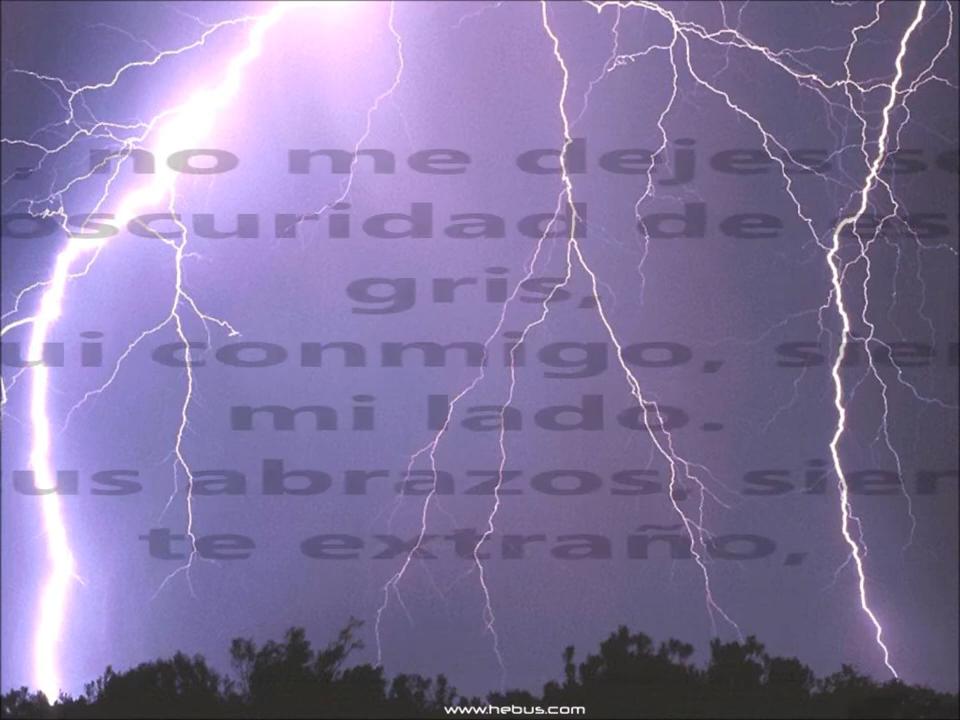 , no me dejes
oscuridad de
gris,
conmigo,
mi lado.
abrazos,
te extraño,
www.hebus.com